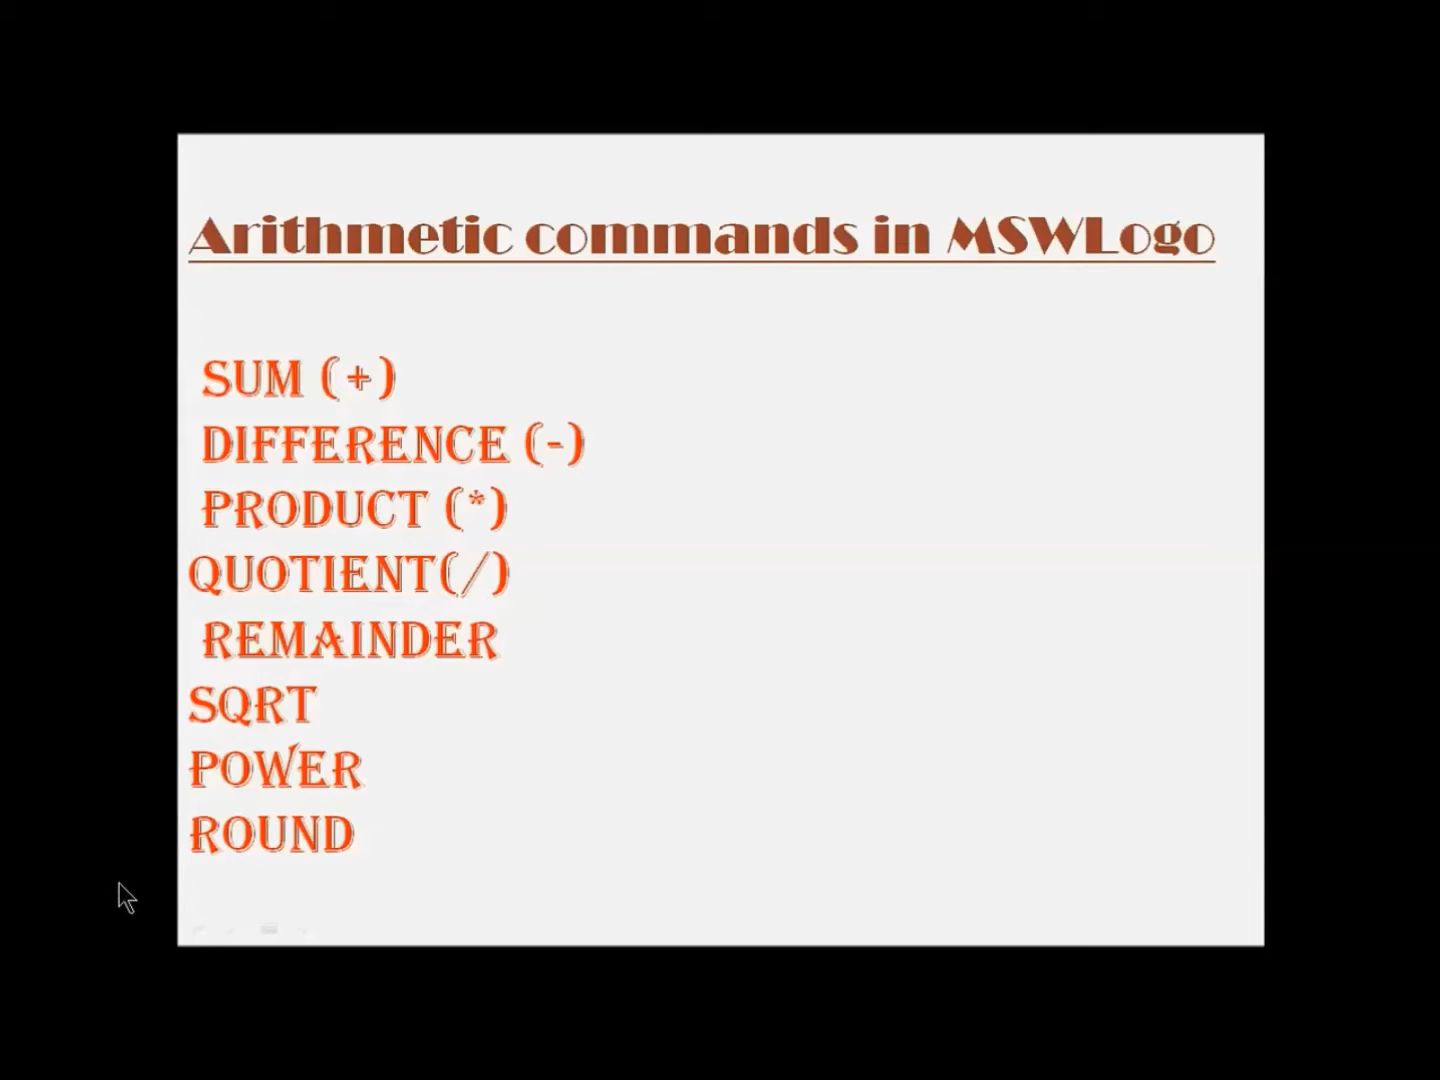 Arithmetic commands in MSWLogo
SUM (+)
DIFFERENCE (-)
PRODUCT (*)
QUOTIENT(/)
REMAINDER
SQRT
POWER
ROUND